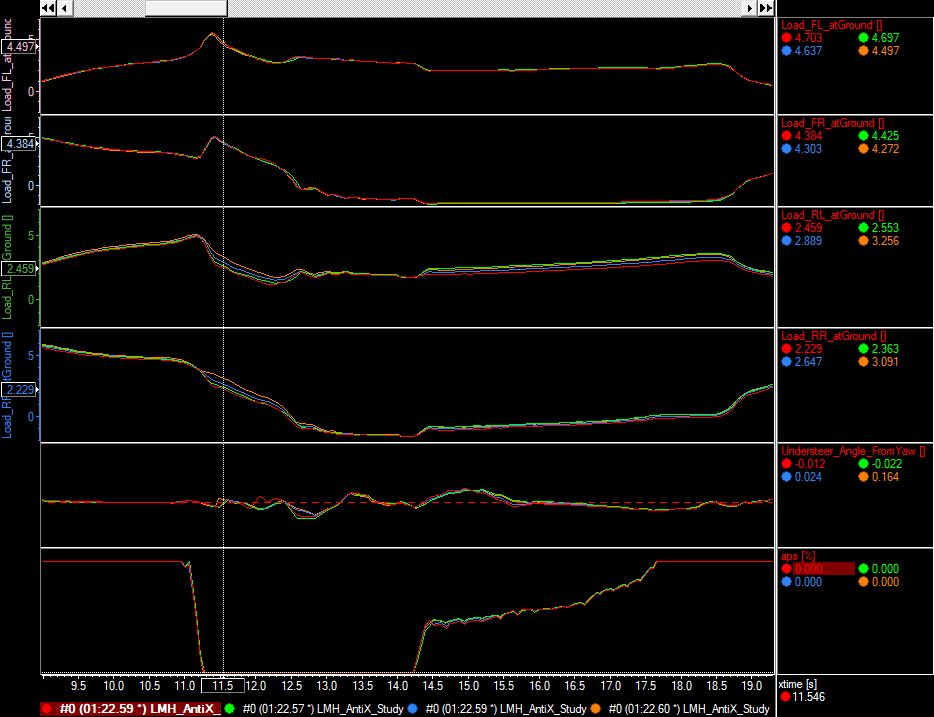 Load_FL_atGround []
4.703 4.697
4.637 4.497
4.497
0
Load_FR_atGround []
4.384 4.425
4.303 4.272
4.384
0
Load_RL_atGround []
2.459 2.553
2.889 3.256
Load_RL Ground []
5
2.459
0
Load_RR_atGround []
2.229 2.363
2.647 3.091
atGround []
5
2.229
0
Understeer_Angle_FromYaw []
-0.012 -0.022
0.024 0.164
aps [%]
0.000 0.000
0.000 0.000
9.5 10.0 10.5 11.0 11.5 12.0 12.5 13.0 13.5 14.0 14.5 15.0 15.5 16.0 16.5 17.0 17.5 18.0 18.5 19.0
xtime [s]
11.546
#0 (01:22.59 *) LMH_AntiX_ #0 (01:22.57 *) LMH_AntiX_Study #0 (01:22.59 *) LMH_AntiX_Study #0 (01:22.60 *) LMH_AntiX_Study